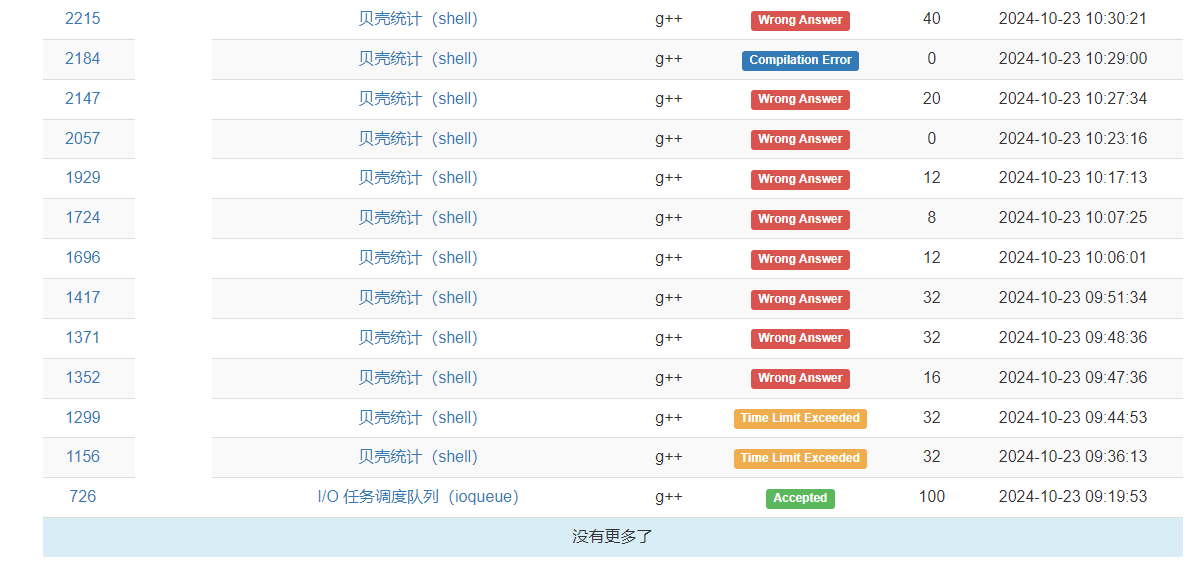 2215 贝壳统计（shell） g++ Wrong Answer 40 2024-10-23 10:30:21
2184 贝壳统计（shell） g++ Compilation Error 0 2024-10-23 10:29:00
2147 贝壳统计（shell） g++ Wrong Answer 20 2024-10-23 10:27:34
2057 贝壳统计（shell） g++ Wrong Answer 0 2024-10-23 10:23:16
1929 贝壳统计（shell） g++ Wrong Answer 12 2024-10-23 10:17:13
1724 贝壳统计（shell） g++ Wrong Answer 8 2024-10-23 10:07:25
1696 贝壳统计（shell） g++ Wrong Answer 12 2024-10-23 10:06:01
1417 贝壳统计（shell） g++ Wrong Answer 32 2024-10-23 09:51:34
1371 贝壳统计（shell） g++ Wrong Answer 32 2024-10-23 09:48:36
1352 贝壳统计（shell） g++ Wrong Answer 16 2024-10-23 09:47:36
1299 贝壳统计（shell） g++ Time Limit Exceeded 32 2024-10-23 09:44:53
1156 贝壳统计（shell） g++ Time Limit Exceeded 32 2024-10-23 09:36:13
726 I/O 任务调度队列（ioqueue） g++ Accepted 100 2024-10-23 09:19:53
没有更多了